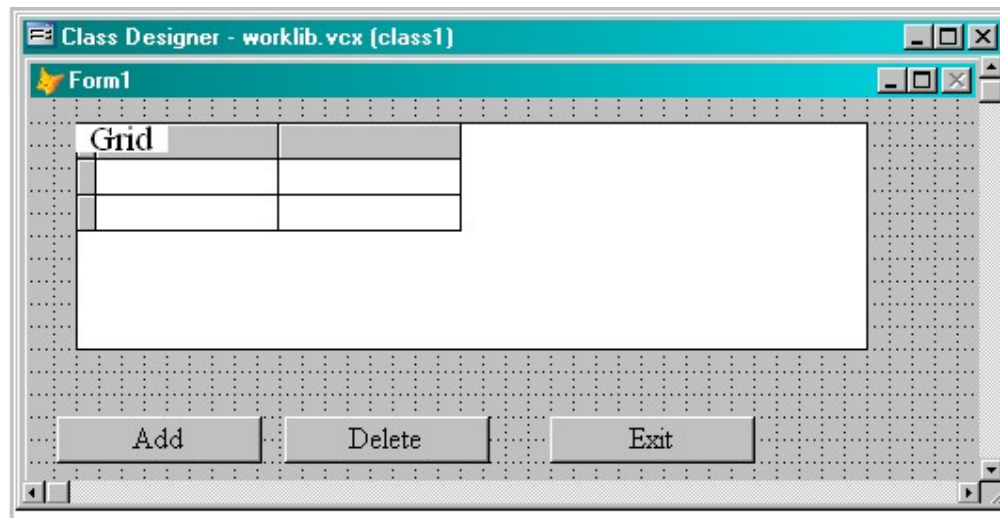 Class Designer - worklib.vcx (class1)
Form1
Grid
Add Delete Exit